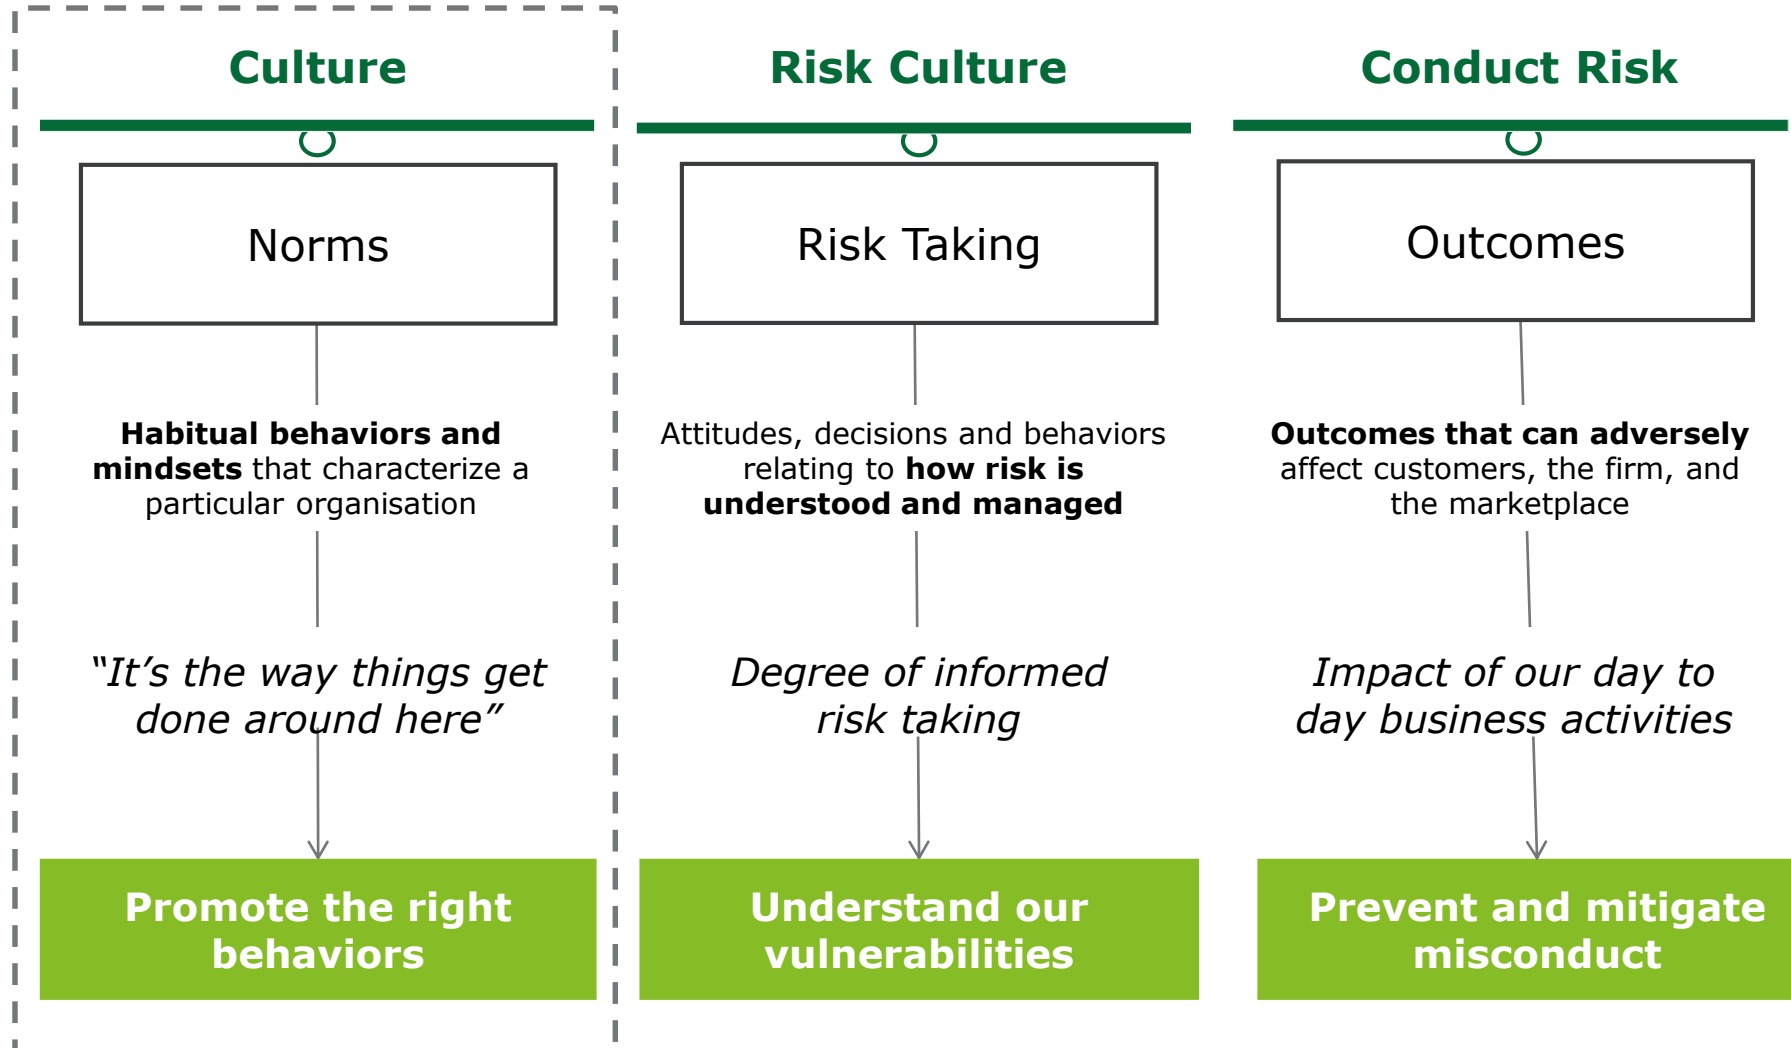 Culture
Norms
Habitual behaviors and
mindsets that characterize a
particular organisation
“It’s the way things get
done around here”
Promote the right
behaviors
Risk Culture
Risk Taking
Attitudes, decisions and behaviors
relating to how risk is
understood and managed
Degree of informed
risk taking
Understand our
vulnerabilities
Conduct Risk
Outcomes
Outcomes that can adversely
affect customers, the firm, and
the marketplace
Impact of our day to
day business activities
Prevent and mitigate
misconduct